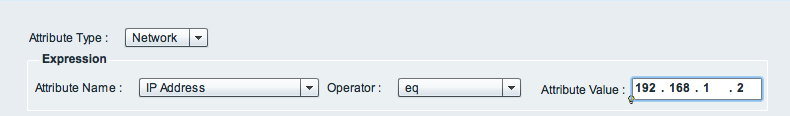 Attribute Type : Network
Expression
Attribute Name : IP Address Operator : eq Attribute Value : 192 . 168 . 1 . 2